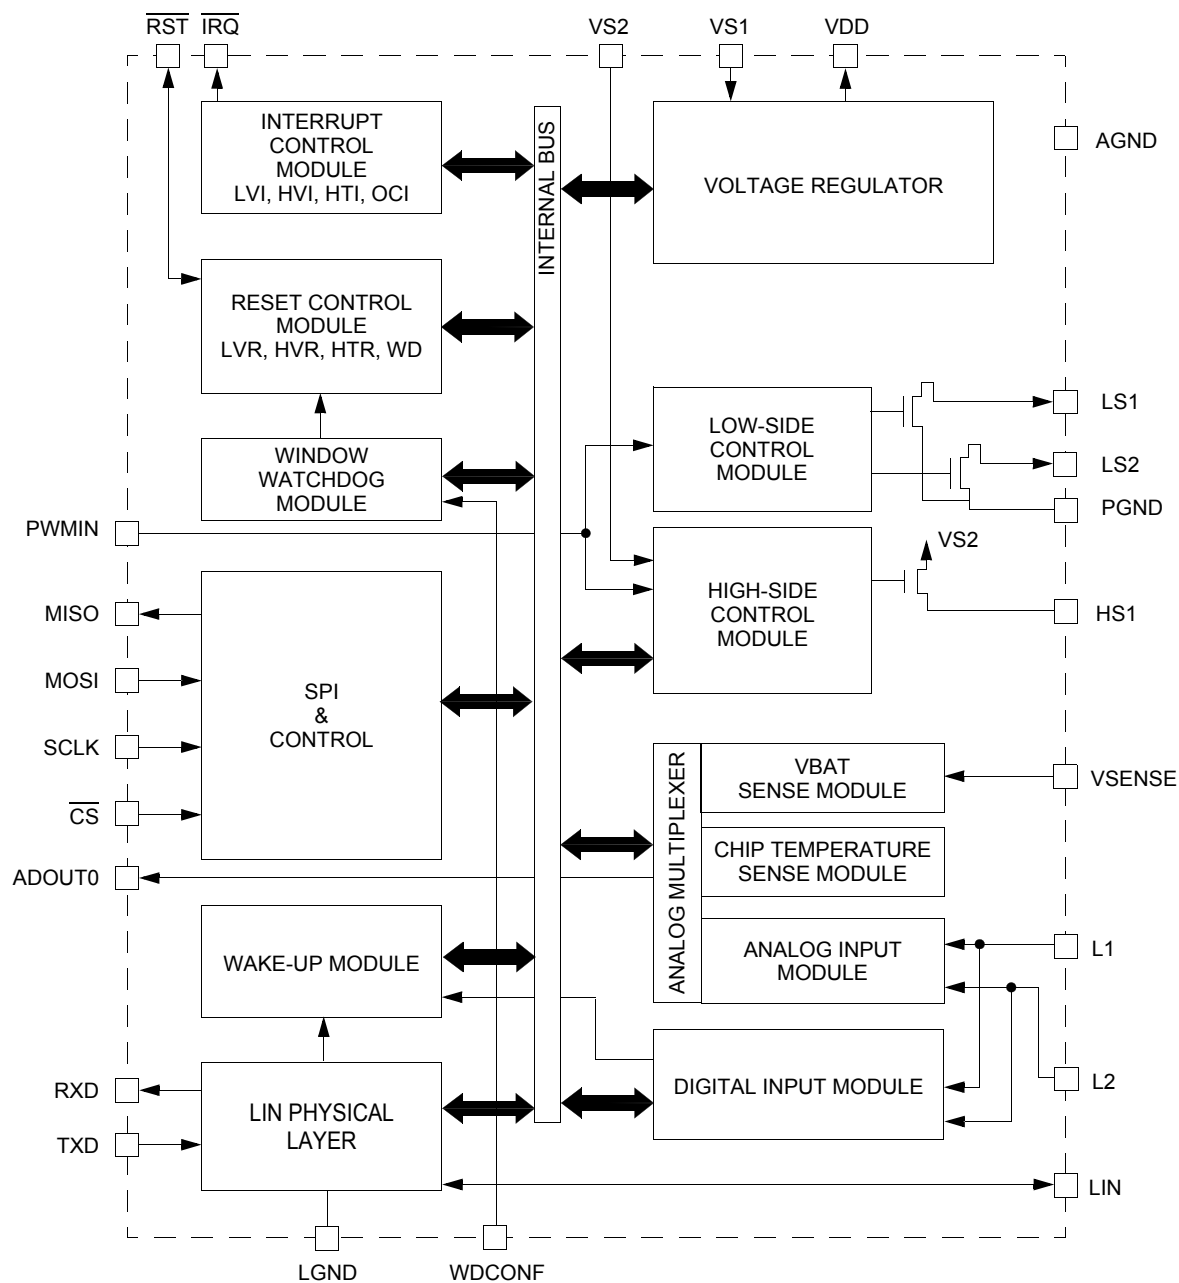 RST IRQ VS2 VS1 VDD
INTERRUPT
CONTROL
MODULE
LVI, HVI, HTI, OCI
INTERNAL BUS
VOLTAGE REGULATOR
AGND
RESET CONTROL
MODULE
LVR, HVR, HTR, WD
WINDOW
WATCHDOG
MODULE
LOW-SIDE
CONTROL
MODULE
LS1
LS2
PGND
PWMIN
VS2
HIGH-SIDE
CONTROL
MODULE
HS1
MISO
MOSI
SCLK
CS
SPI
&
CONTROL
ANALOG MULTIPLEXER
VBAT
SENSE MODULE
VSENSE
CHIP TEMPERATURE
SENSE MODULE
ADOUT0
WAKE-UP MODULE
ANALOG INPUT
MODULE
L1
L2
DIGITAL INPUT MODULE
RXD
TXD
LIN PHYSICAL
LAYER
LIN
LGND WDCONF